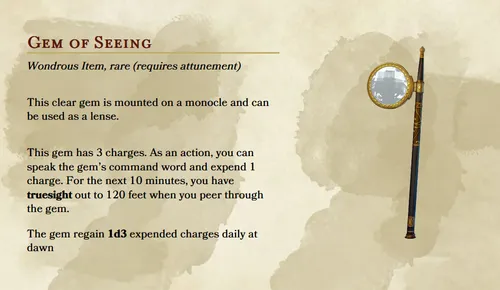 Gem of Seeing
Wondrous Item, rare (requires attunement)
This clear gem is mounted on a monocle and can
be used as a lense.
This gem has 3 charges. As an action, you can
speak the gem's command word and expend 1
charge. For the next 10 minutes, you have
truesight out to 120 feet when you peer through
the gem.
The gem regain 1d3 expended charges daily at
dawn